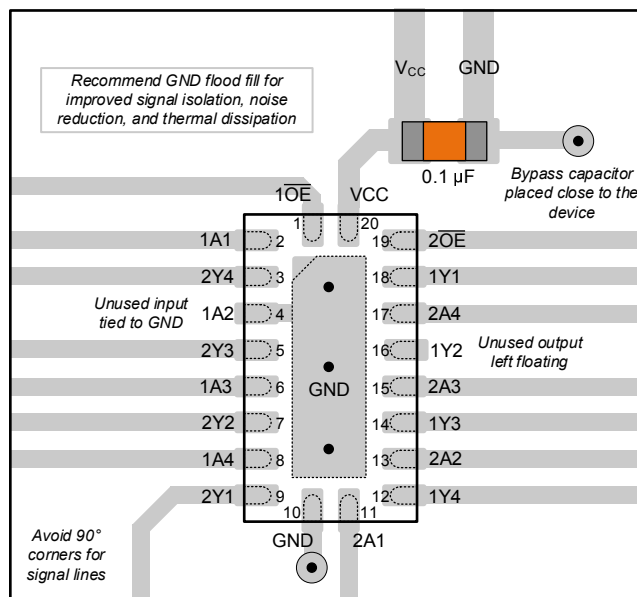 Recommend GND flood fill for
improved signal isolation, noise
reduction, and thermal dissipation
V_CC GND
0.1 µF
Bypass capacitor
placed close to the
device
1O̅E̅ VCC
1 20
1A1 2 19 2O̅E̅
2Y4 3 18 1Y1
Unused input
tied to GND
1A2 4 17 2A4
2Y3 5 16 1Y2
Unused output
left floating
1A3 6 GND 15 2A3
2Y2 7 14 1Y3
1A4 8 13 2A2
2Y1 9 12 1Y4
10 11
GND 2A1
Avoid 90°
corners for
signal lines